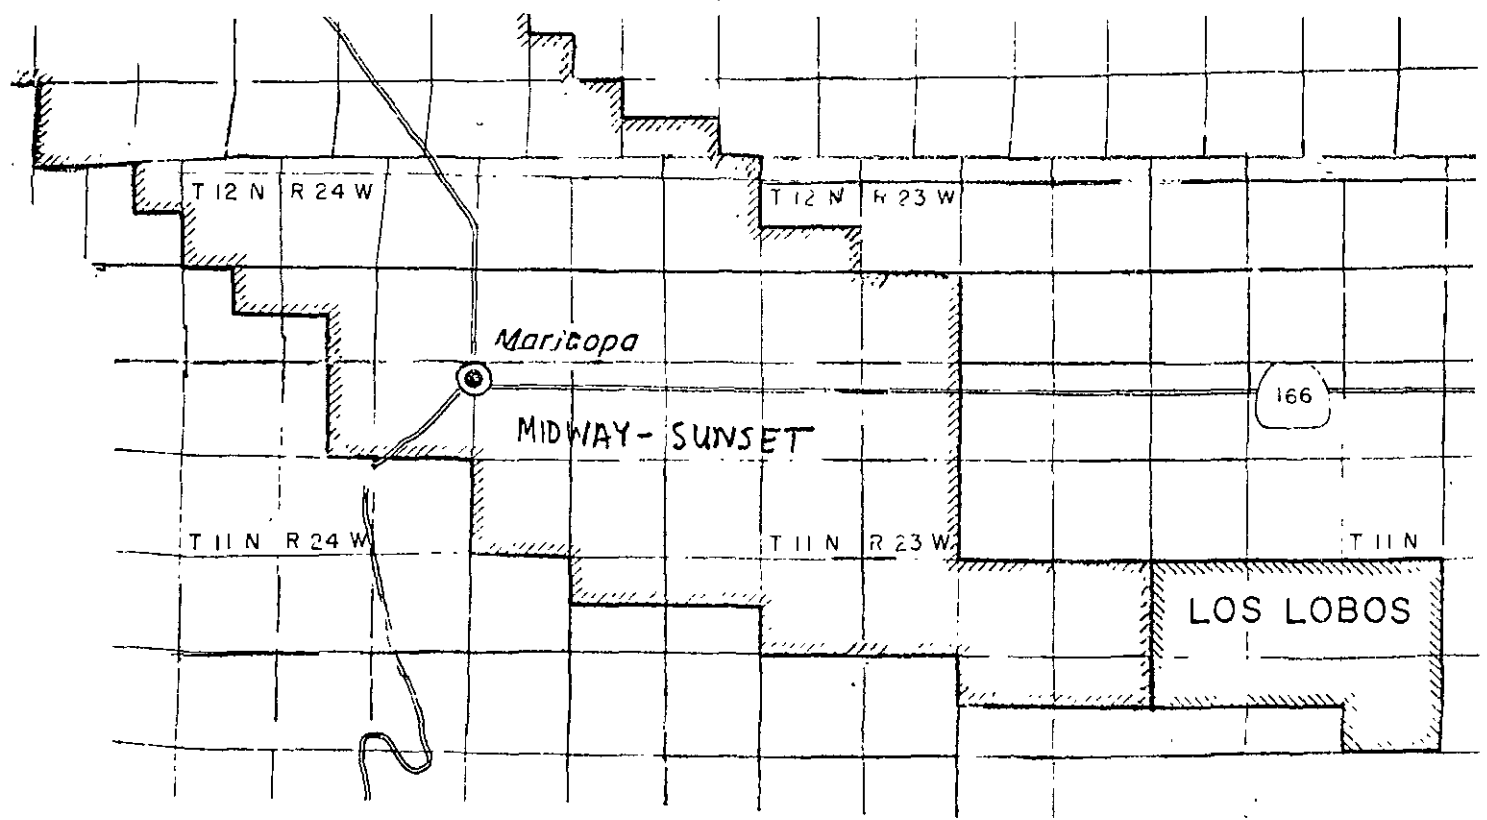 T 12 N R 24 W
T 12 N R 23 W
Maricopa
166
MIDWAY - SUNSET
T 11 N R 24 W
T 11 N R 23 W
T 11 N
LOS LOBOS